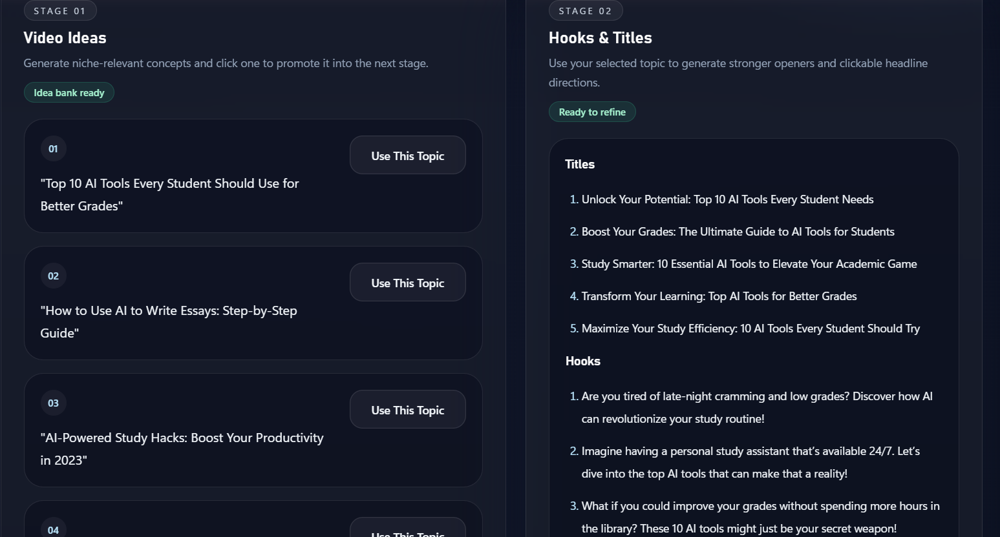 STAGE 01
Video Ideas
Generate niche-relevant concepts and click one to promote it into the next stage.
Idea bank ready
01
Use This Topic
"Top 10 AI Tools Every Student Should Use for
Better Grades"
02
Use This Topic
"How to Use AI to Write Essays: Step-by-Step
Guide"
03
Use This Topic
"AI-Powered Study Hacks: Boost Your Productivity
in 2023"
04
Use This Topic
STAGE 02
Hooks & Titles
Use your selected topic to generate stronger openers and clickable headline
directions.
Ready to refine
Titles
1. Unlock Your Potential: Top 10 AI Tools Every Student Needs
2. Boost Your Grades: The Ultimate Guide to AI Tools for Students
3. Study Smarter: 10 Essential AI Tools to Elevate Your Academic Game
4. Transform Your Learning: Top AI Tools for Better Grades
5. Maximize Your Study Efficiency: 10 AI Tools Every Student Should Try
Hooks
1. Are you tired of late-night cramming and low grades? Discover how AI
can revolutionize your study routine!
2. Imagine having a personal study assistant that’s available 24/7. Let’s
dive into the top AI tools that can make that a reality!
3. What if you could improve your grades without spending more hours in
the library? These 10 AI tools might just be your secret weapon!